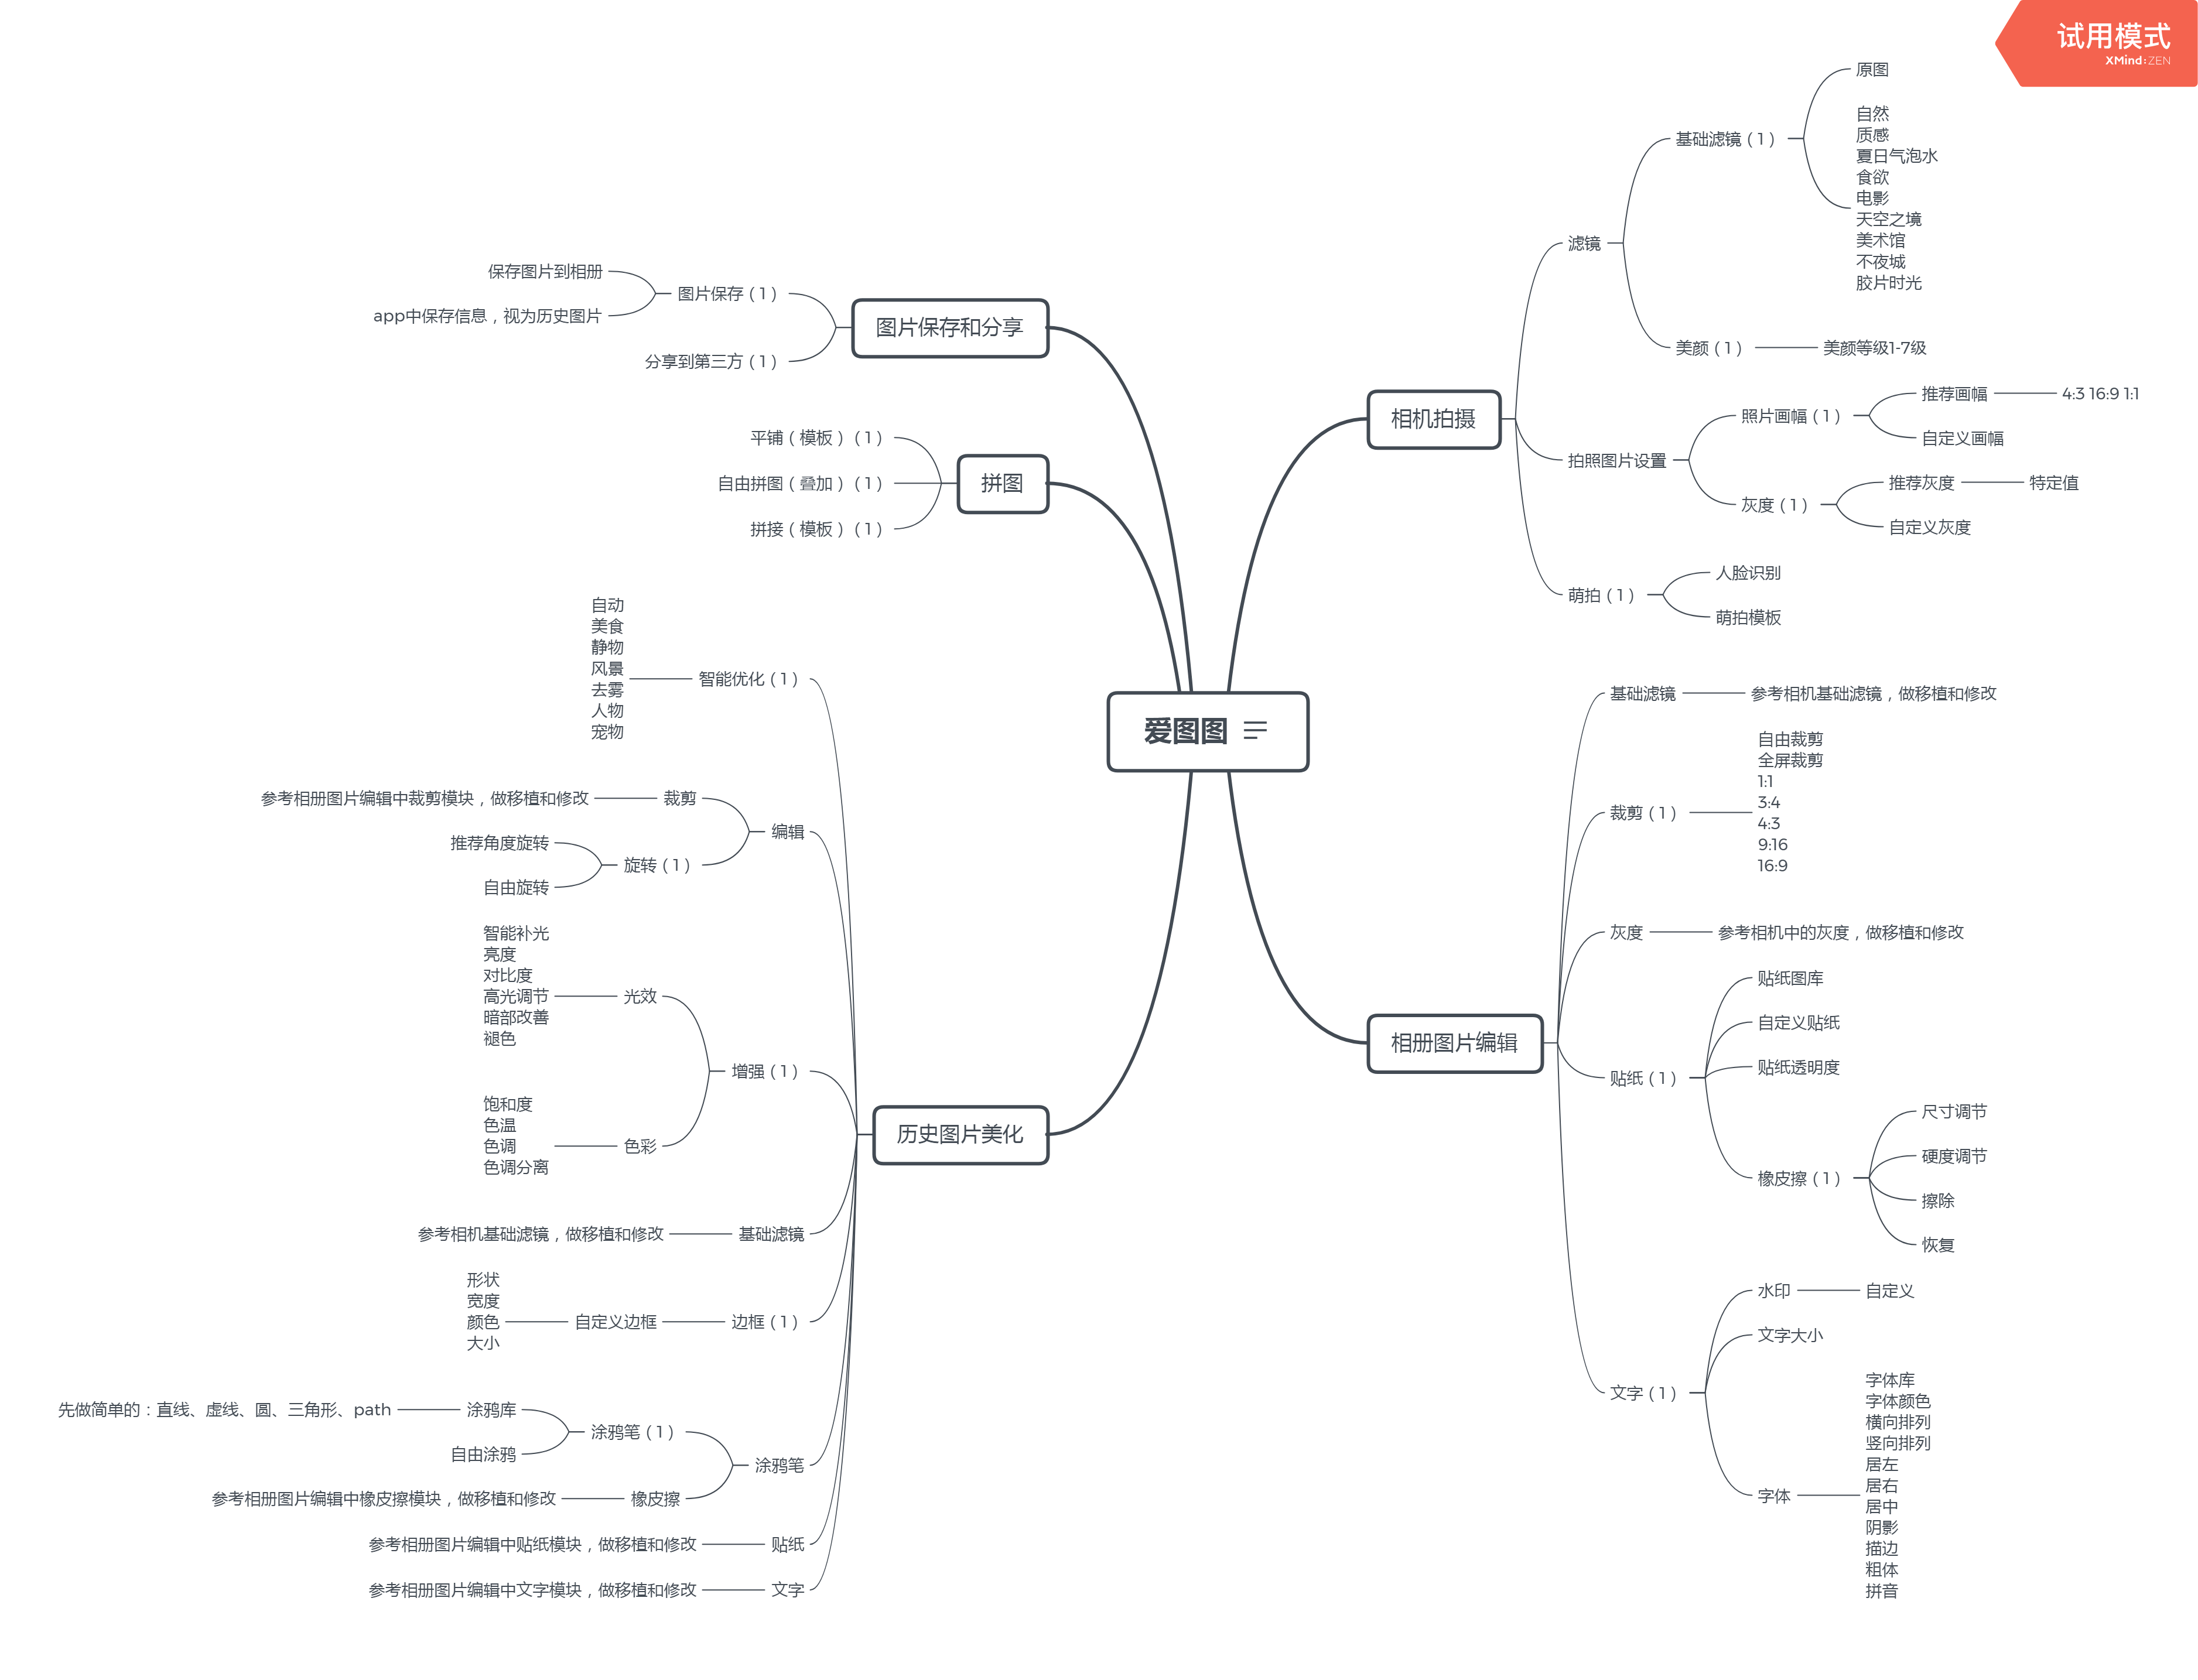 试用模式
XMind:ZEN
爱图图
相机拍摄
滤镜
基础滤镜（1）
原图
自然
质感
夏日气泡水
食欲
电影
天空之境
美术馆
不夜城
胶片时光
美颜（1）
美颜等级1-7级
拍照图片设置
照片画幅（1）
推荐画幅
4:3 16:9 1:1
自定义画幅
灰度（1）
推荐灰度
特定值
自定义灰度
萌拍（1）
人脸识别
萌拍模板
相册图片编辑
基础滤镜
参考相机基础滤镜，做移植和修改
裁剪（1）
自由裁剪
全屏裁剪
1:1
3:4
4:3
9:16
16:9
灰度
参考相机中的灰度，做移植和修改
贴纸（1）
贴纸图库
自定义贴纸
贴纸透明度
橡皮擦（1）
尺寸调节
硬度调节
擦除
恢复
文字（1）
水印
自定义
文字大小
字体
字体库
字体颜色
横向排列
竖向排列
居左
居右
居中
阴影
描边
粗体
拼音
图片保存和分享
图片保存（1）
保存图片到相册
app中保存信息，视为历史图片
分享到第三方（1）
拼图
平铺（模板）（1）
自由拼图（叠加）（1）
拼接（模板）（1）
历史图片美化
智能优化（1）
自动
美食
静物
风景
去雾
人物
宠物
编辑
裁剪
参考相册图片编辑中裁剪模块，做移植和修改
旋转（1）
推荐角度旋转
自由旋转
增强（1）
光效
智能补光
亮度
对比度
高光调节
暗部改善
褪色
色彩
饱和度
色温
色调
色调分离
基础滤镜
参考相机基础滤镜，做移植和修改
边框（1）
自定义边框
形状
宽度
颜色
大小
涂鸦笔
涂鸦笔（1）
涂鸦库
先做简单的：直线、虚线、圆、三角形、path
自由涂鸦
橡皮擦
参考相册图片编辑中橡皮擦模块，做移植和修改
贴纸
参考相册图片编辑中贴纸模块，做移植和修改
文字
参考相册图片编辑中文字模块，做移植和修改